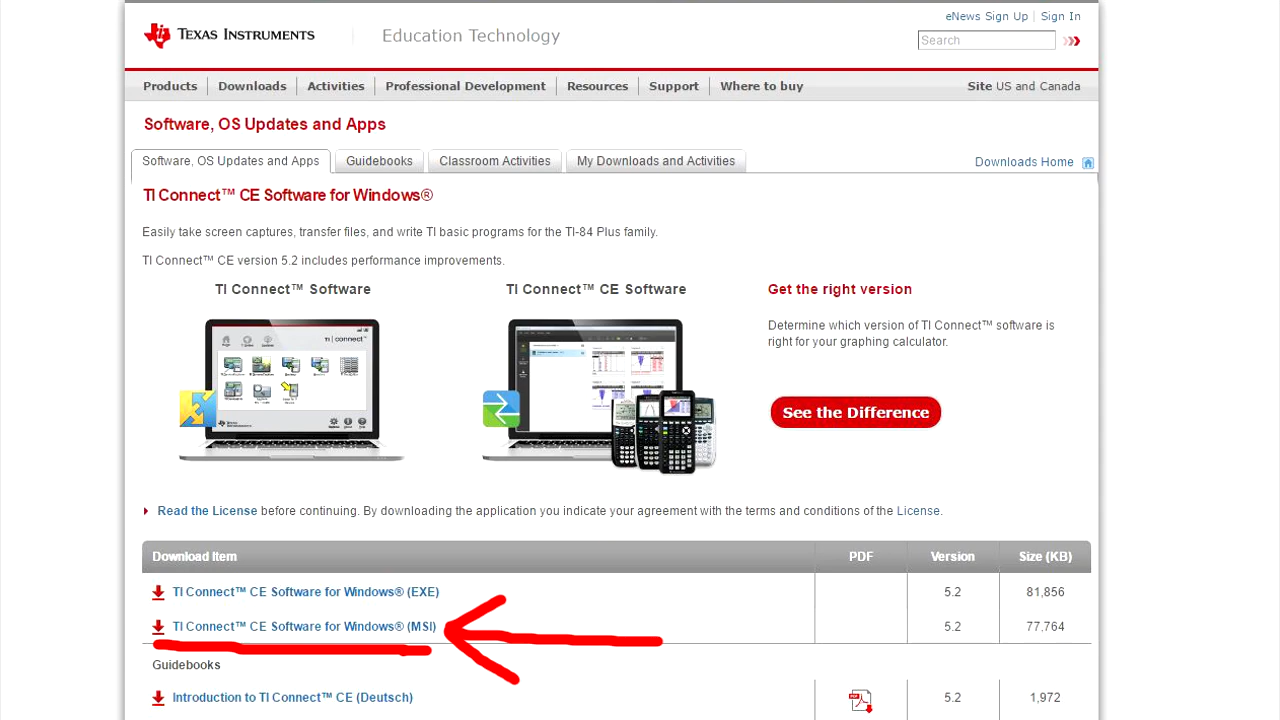 eNews Sign Up | Sign In
TEXAS INSTRUMENTS
Education Technology
Search
Products
Downloads
Activities
Professional Development
Resources
Support
Where to buy
Site US and Canada
Software, OS Updates and Apps
Software, OS Updates and Apps
Guidebooks
Classroom Activities
My Downloads and Activities
Downloads Home
TI Connect™ CE Software for Windows®
Easily take screen captures, transfer files, and write TI basic programs for the TI-84 Plus family.
TI Connect™ CE version 5.2 includes performance improvements.
TI Connect™ Software
TI Connect™ CE Software
Get the right version
Determine which version of TI Connect™ software is
right for your graphing calculator.
TI connect™
See the Difference
Read the License before continuing. By downloading the application you indicate your agreement with the terms and conditions of the License.
Download Item PDF Version Size (KB)
TI Connect™ CE Software for Windows® (EXE) 5.2 81,856
TI Connect™ CE Software for Windows® (MSI) 5.2 77,764
Guidebooks
Introduction to TI Connect™ CE (Deutsch) PDF 5.2 1,972